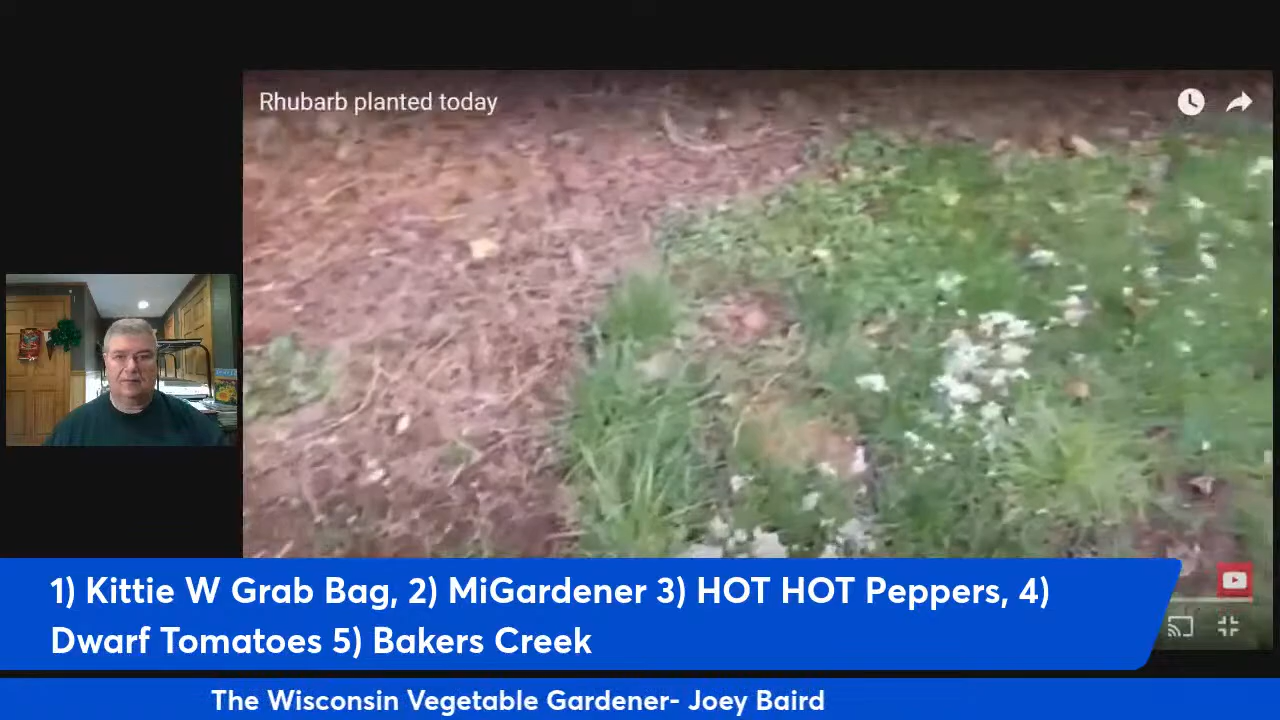 Rhubarb planted today
1) Kittie W Grab Bag, 2) MiGardener 3) HOT HOT Peppers, 4)
Dwarf Tomatoes 5) Bakers Creek
The Wisconsin Vegetable Gardener- Joey Baird